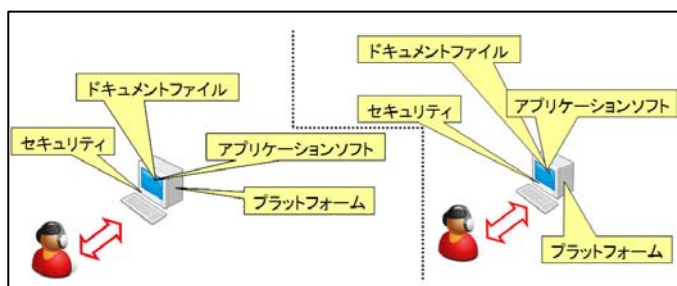 ドキュメントファイル
セキュリティ
アプリケーションソフト
プラットフォーム
ドキュメントファイル
セキュリティ
アプリケーションソフト
プラットフォーム